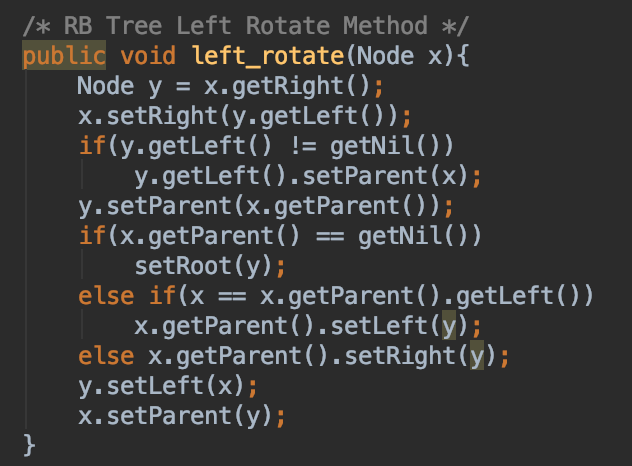 /* RB Tree Left Rotate Method */
public void left_rotate(Node x){
Node y = x.getRight();
x.setRight(y.getLeft());
if(y.getLeft() != getNil())
y.getLeft().setParent(x);
y.setParent(x.getParent());
if(x.getParent() == getNil())
setRoot(y);
else if(x == x.getParent().getLeft())
x.getParent().setLeft(y);
else x.getParent().setRight(y);
y.setLeft(x);
x.setParent(y);
}